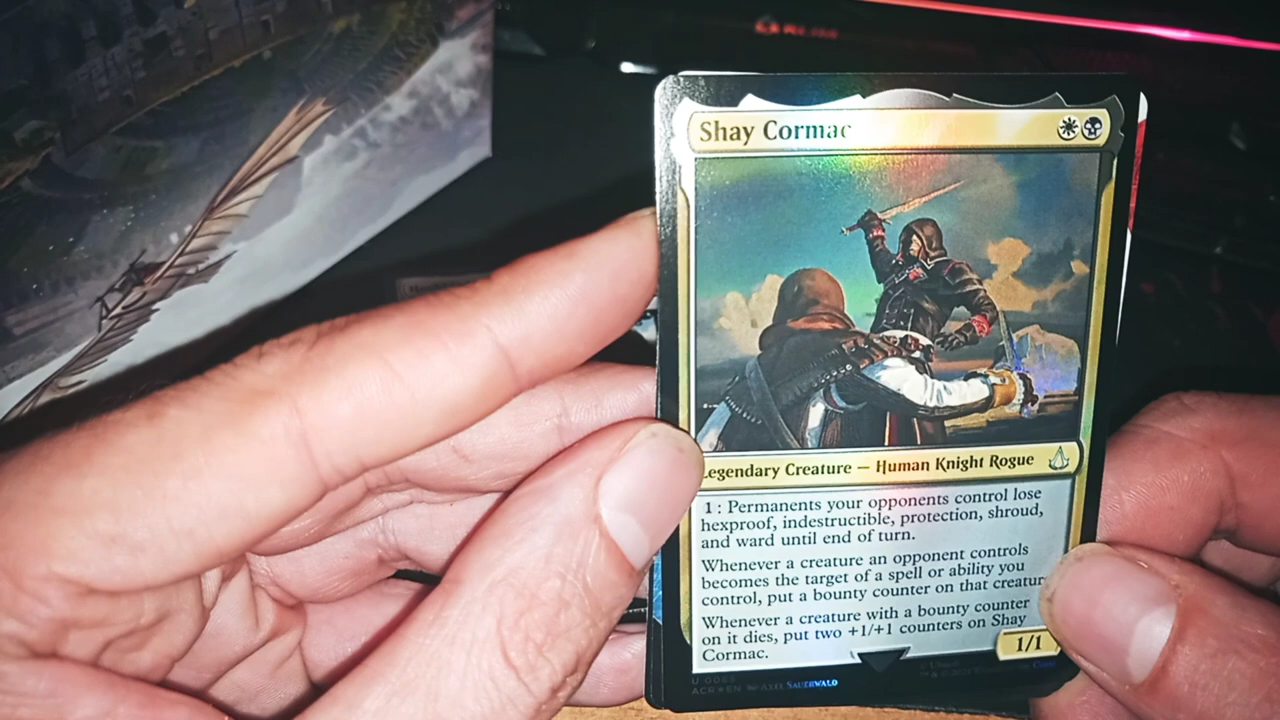 Shay Cormac
Legendary Creature — Human Knight Rogue
1: Permanents your opponents control lose
hexproof, indestructible, protection, shroud,
and ward until end of turn.
Whenever a creature an opponent controls
becomes the target of a spell or ability you
control, put a bounty counter on that creatur
Whenever a creature with a bounty counter
on it dies, put two +1/+1 counters on Shay
Cormac.
1/1
ACR EN Axel Sauerwald